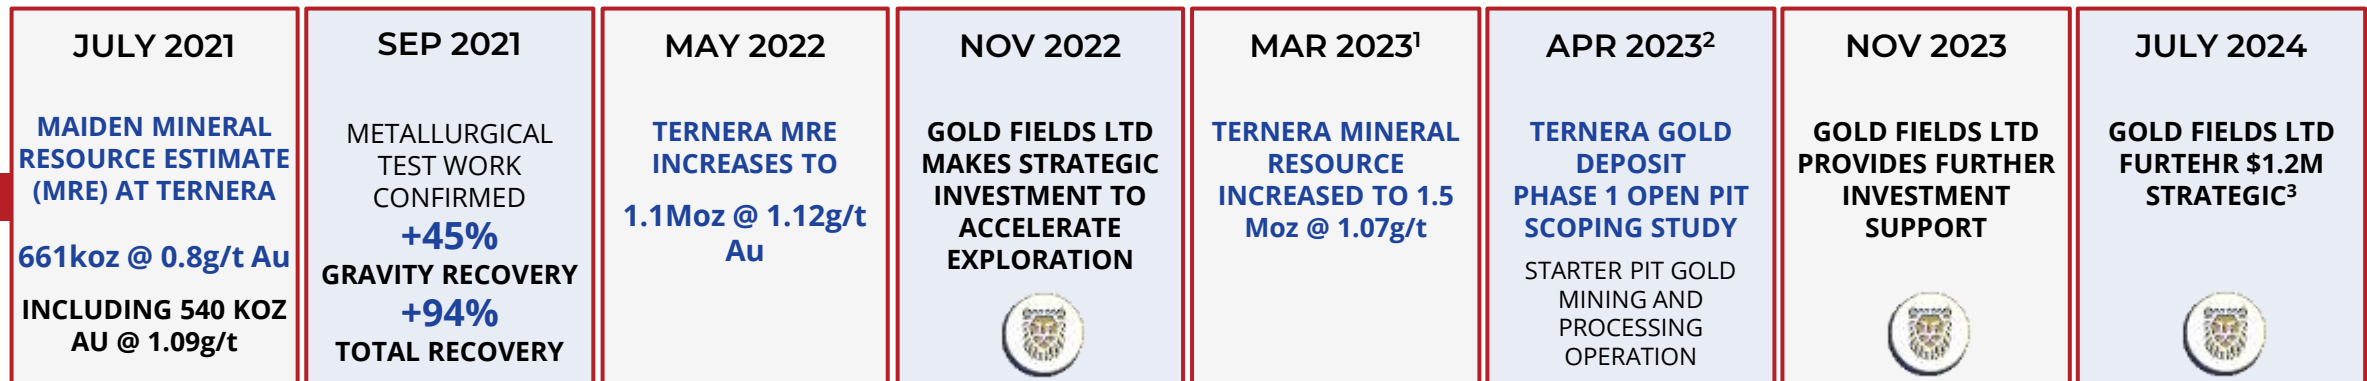 JULY 2021
MAIDEN MINERAL
RESOURCE ESTIMATE
(MRE) AT TERNERA
661koz @ 0.8g/t Au
INCLUDING 540 KOZ
AU @ 1.09g/t
SEP 2021
METALLURGICAL
TEST WORK
CONFIRMED
+45%
GRAVITY RECOVERY
+94%
TOTAL RECOVERY
MAY 2022
TERNERA MRE
INCREASES TO
1.1Moz @ 1.12g/t
Au
NOV 2022
GOLD FIELDS LTD
MAKES STRATEGIC
INVESTMENT TO
ACCELERATE
EXPLORATION
MAR 2023¹
TERNERA MINERAL
RESOURCE
INCREASED TO 1.5
Moz @ 1.07g/t
APR 2023²
TERNERA GOLD
DEPOSIT
PHASE 1 OPEN PIT
SCOPING STUDY
STARTER PIT GOLD
MINING AND
PROCESSING
OPERATION
NOV 2023
GOLD FIELDS LTD
PROVIDES FURTHER
INVESTMENT
SUPPORT
JULY 2024
GOLD FIELDS LTD
FURTEHR $1.2M
STRATEGIC³